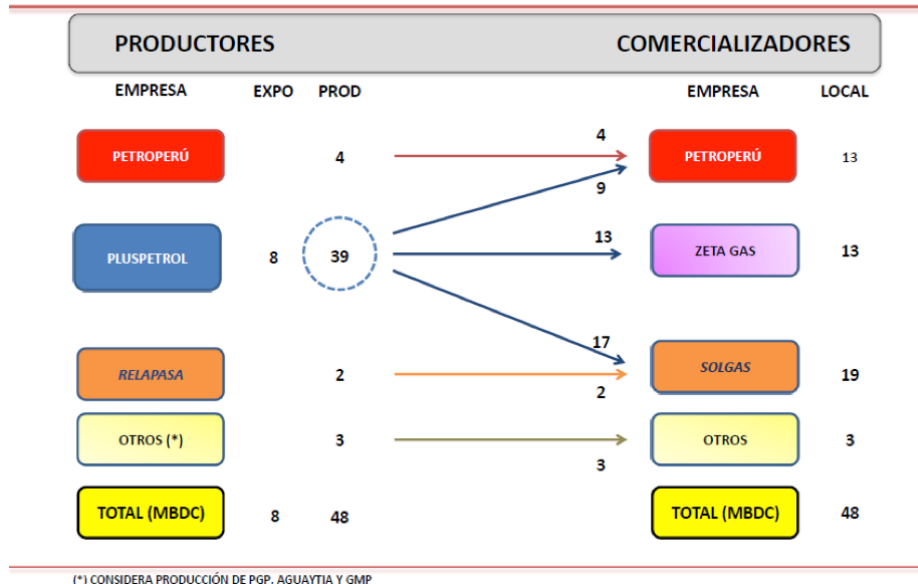 PRODUCTORES COMERCIALIZADORES
EMPRESA EXPO PROD EMPRESA LOCAL
PETROPERÚ 4 4 PETROPERÚ 13
9
PLUSPETROL 8 39 13 ZETA GAS 13
17
RELAPASA 2 2 SOLGAS 19
OTROS (*) 3 3 OTROS 3
TOTAL (MBDC) 8 48 TOTAL (MBDC) 48
(*) CONSIDERA PRODUCCIÓN DE PGP, AGUAYTIA Y GMP